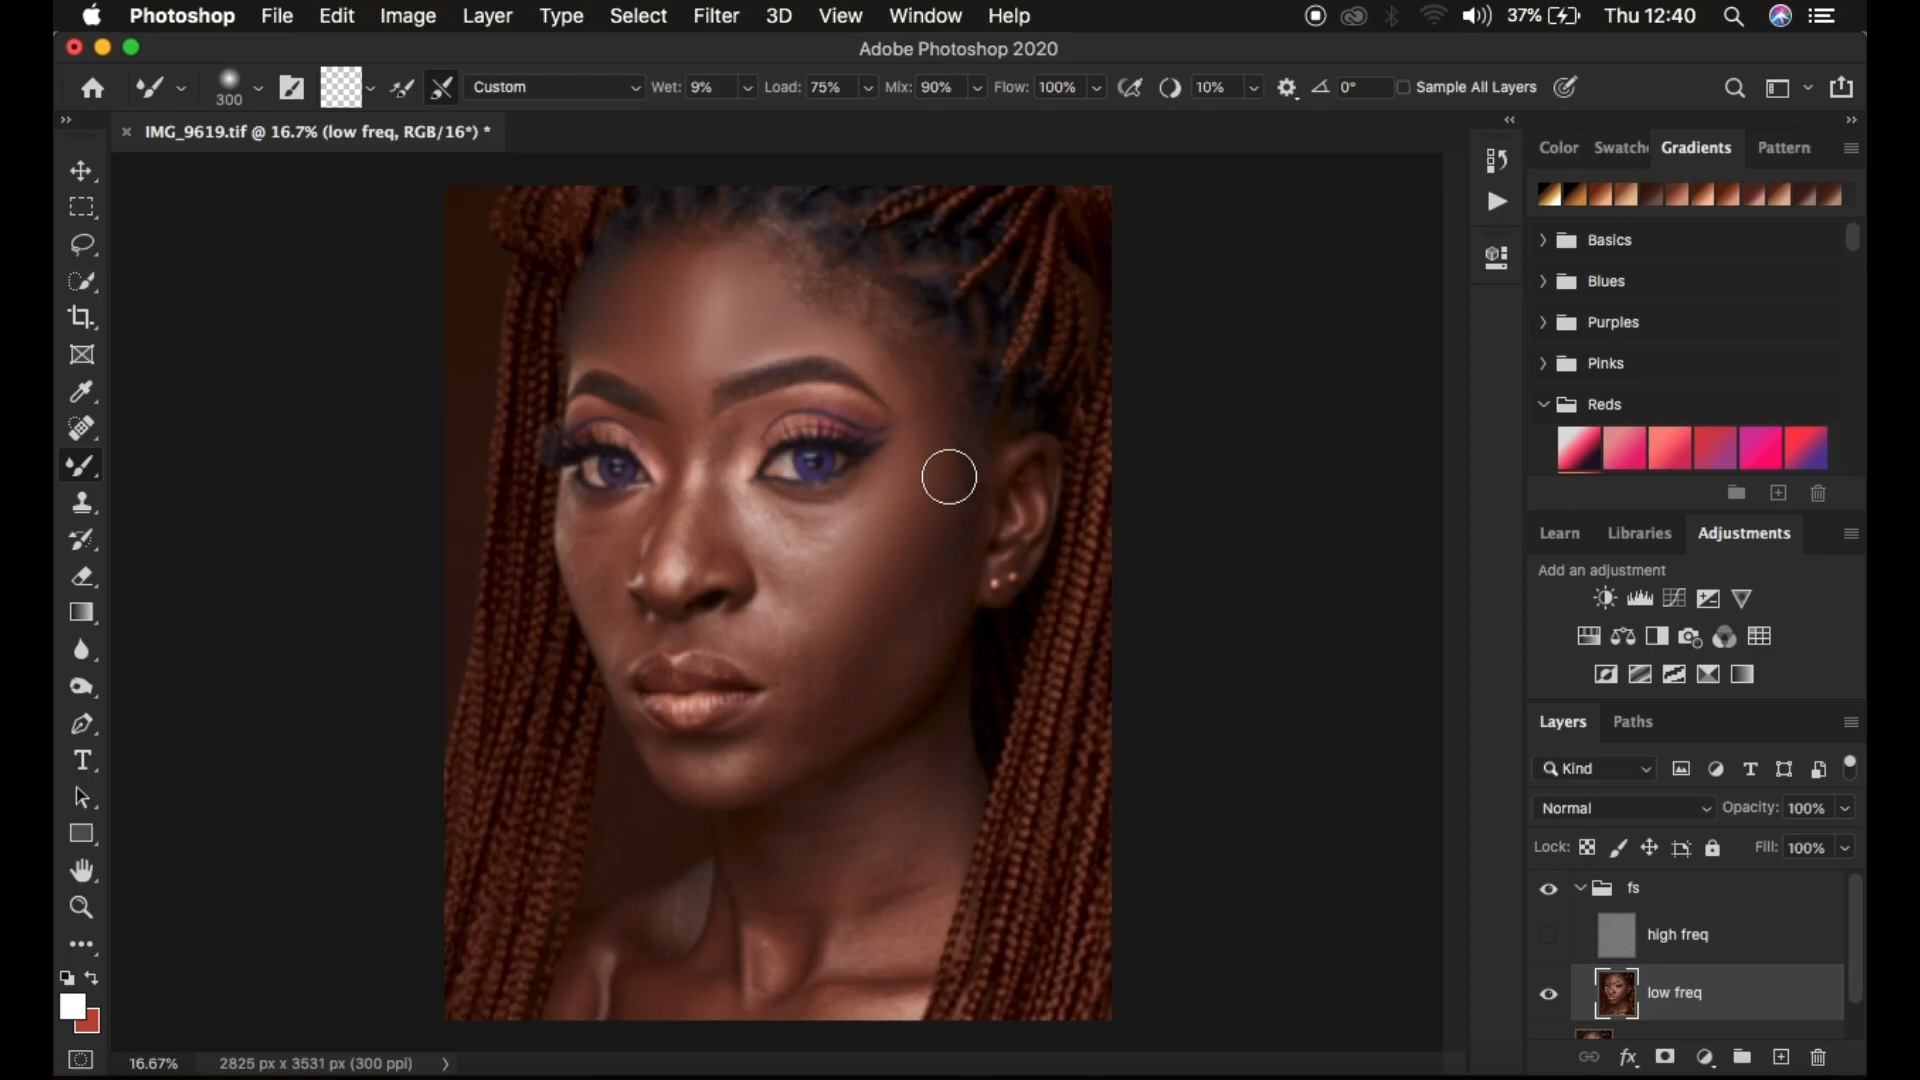 Photoshop File Edit Image Layer Type Select Filter 3D View Window Help 37% Thu 12:40
Adobe Photoshop 2020
300 Custom Wet: 9% Load: 75% Mix: 90% Flow: 100% 10% 0° Sample All Layers
IMG_9619.tif @ 16.7% (low freq, RGB/16*) *
Color Swatche Gradients Pattern
Basics
Blues
Purples
Pinks
Reds
Learn Libraries Adjustments
Add an adjustment
Layers Paths
Kind
Normal Opacity: 100%
Lock: Fill: 100%
fs
high freq
low freq
16.67% 2825 px x 3531 px (300 ppi)